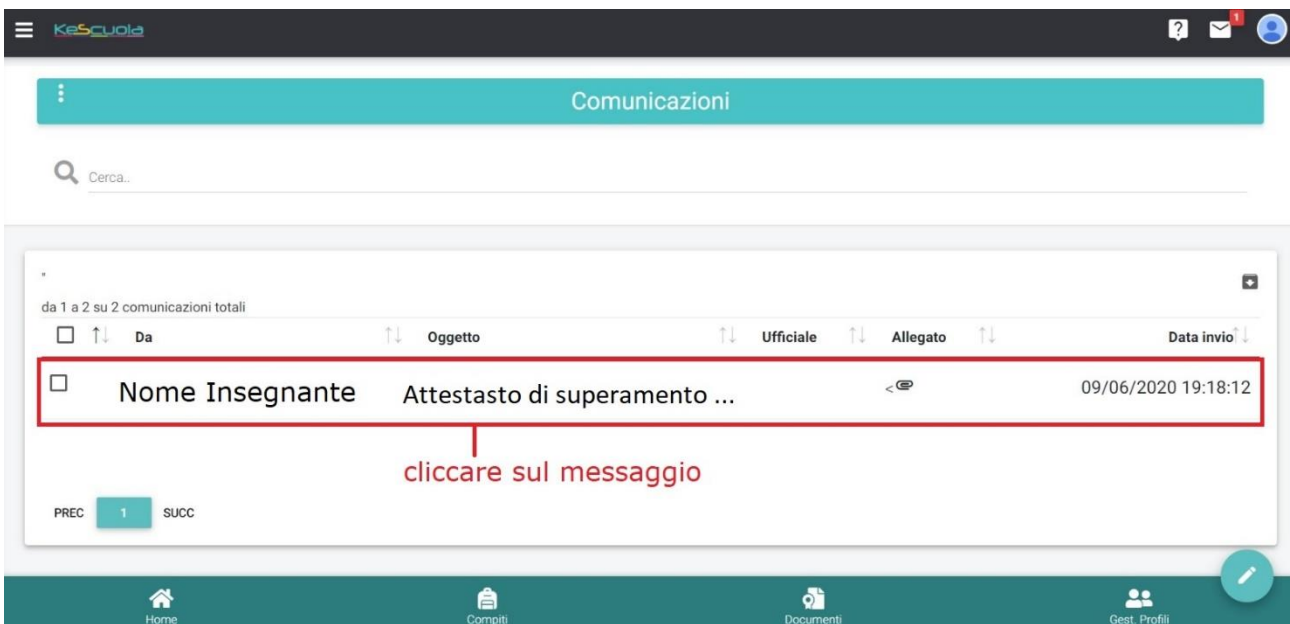 KeScuola
1
Comunicazioni
Cerca..
da 1 a 2 su 2 comunicazioni totali
Da Oggetto Ufficiale Allegato Data invio
Nome Insegnante Attestasto di superamento ... < 09/06/2020 19:18:12
cliccare sul messaggio
PREC 1 SUCC
Home Compiti Documenti Gest. Profili